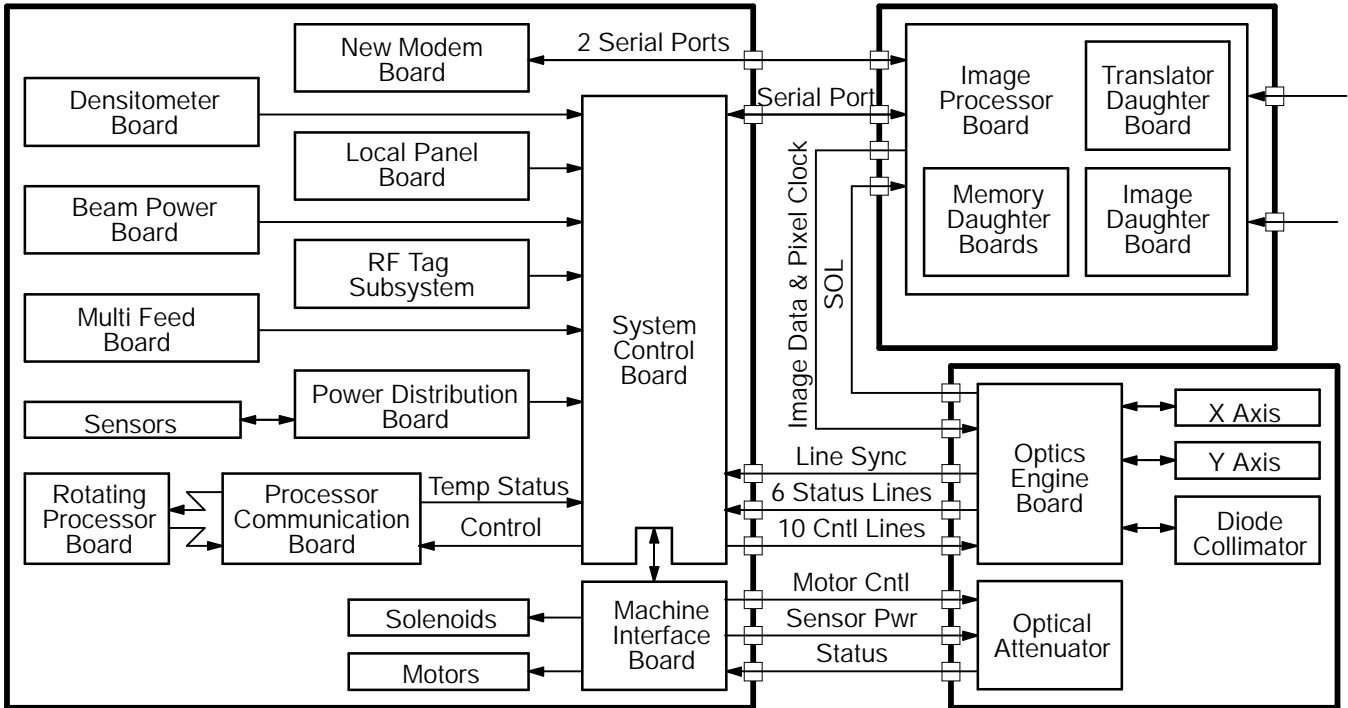 New Modem
Board
2 Serial Ports
Densitometer
Board
Serial Port
Image
Processor
Board
Translator
Daughter
Board
Local Panel
Board
Beam Power
Board
Memory
Daughter
Boards
Image
Daughter
Board
RF Tag
Subsystem
Image Data & Pixel Clock
SOL
Multi Feed
Board
System
Control
Board
Power Distribution
Board
Sensors
X Axis
Y Axis
Optics
Engine
Board
Diode
Collimator
Line Sync
6 Status Lines
10 Cntl Lines
Rotating
Processor
Board
Processor
Communication
Board
Temp Status
Control
Solenoids
Motors
Machine
Interface
Board
Motor Cntl
Sensor Pwr
Status
Optical
Attenuator